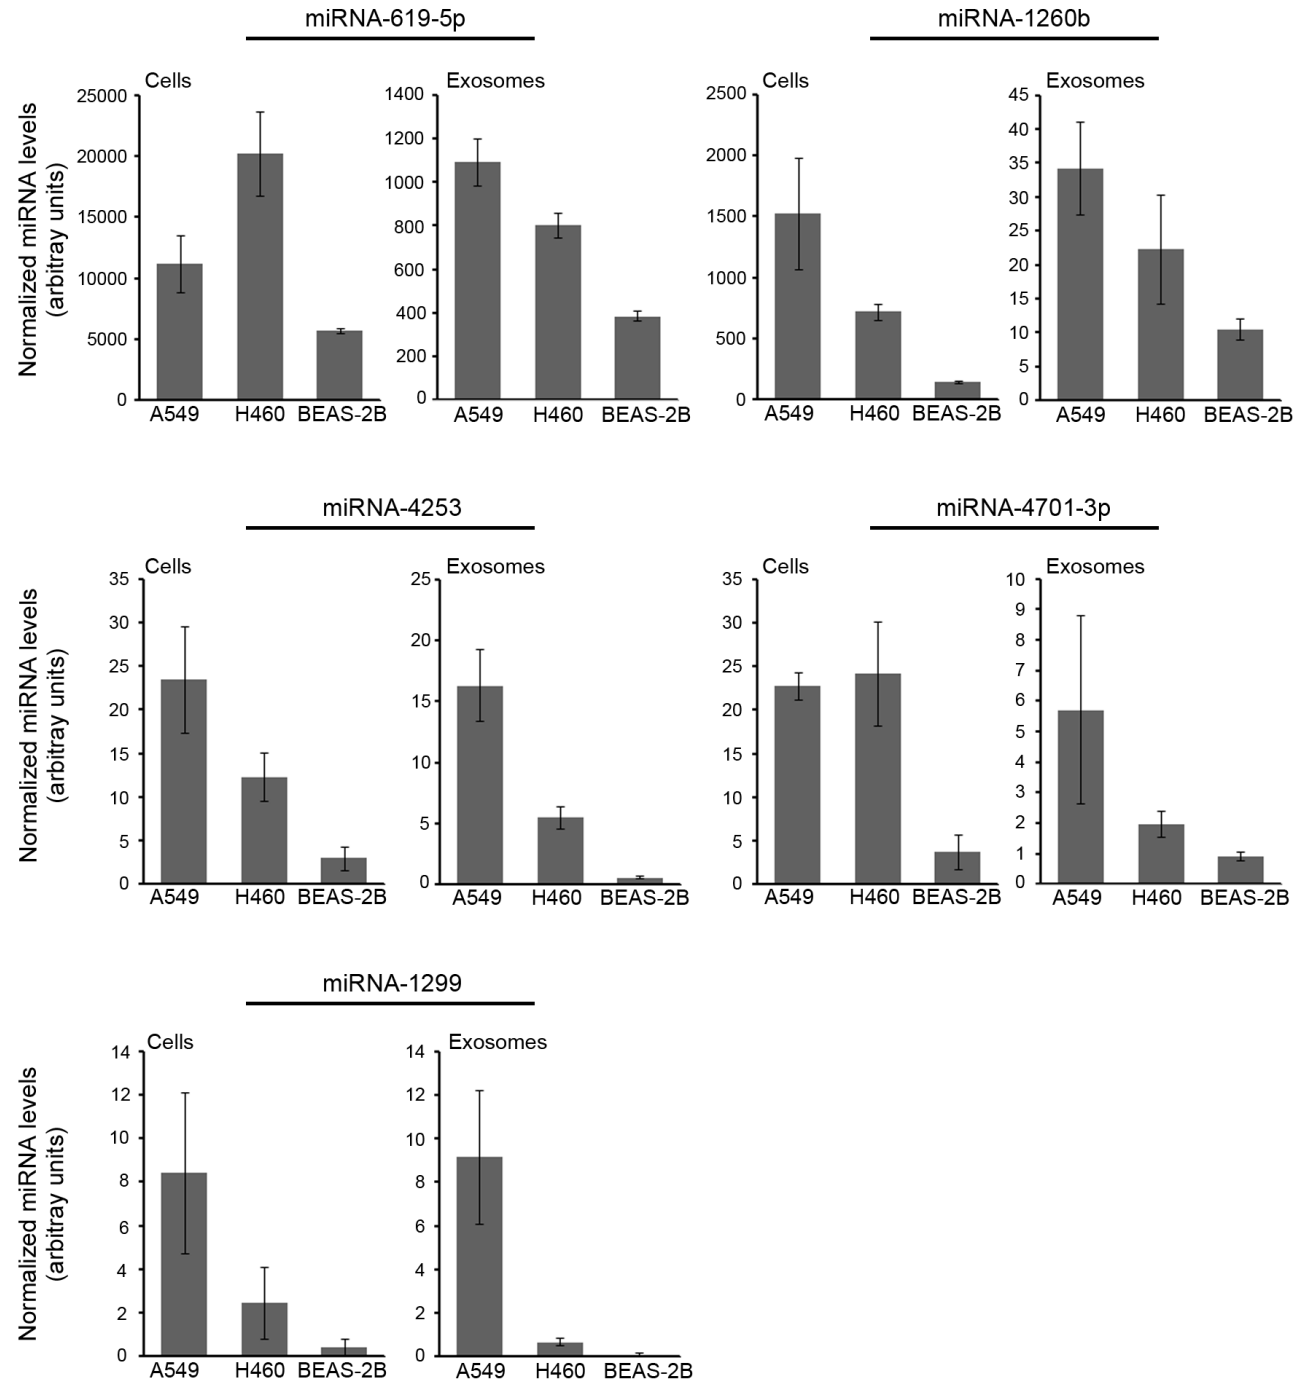 miRNA-619-5p
miRNA-1260b
Normalized miRNA levels
(arbitray units)
Cells
25000
20000
15000
10000
5000
0
A549 H460 BEAS-2B
Exosomes
1400
1200
1000
800
600
400
200
0
A549 H460 BEAS-2B
Cells
2500
2000
1500
1000
500
0
A549 H460 BEAS-2B
Exosomes
45
40
35
30
25
20
15
10
5
0
A549 H460 BEAS-2B
miRNA-4253
miRNA-4701-3p
Normalized miRNA levels
(arbitray units)
Cells
35
30
25
20
15
10
5
0
A549 H460 BEAS-2B
Exosomes
25
20
15
10
5
0
A549 H460 BEAS-2B
Cells
35
30
25
20
15
10
5
0
A549 H460 BEAS-2B
Exosomes
10
9
8
7
6
5
4
3
2
1
0
A549 H460 BEAS-2B
miRNA-1299
Normalized miRNA levels
(arbitray units)
Cells
14
12
10
8
6
4
2
0
A549 H460 BEAS-2B
Exosomes
14
12
10
8
6
4
2
0
A549 H460 BEAS-2B